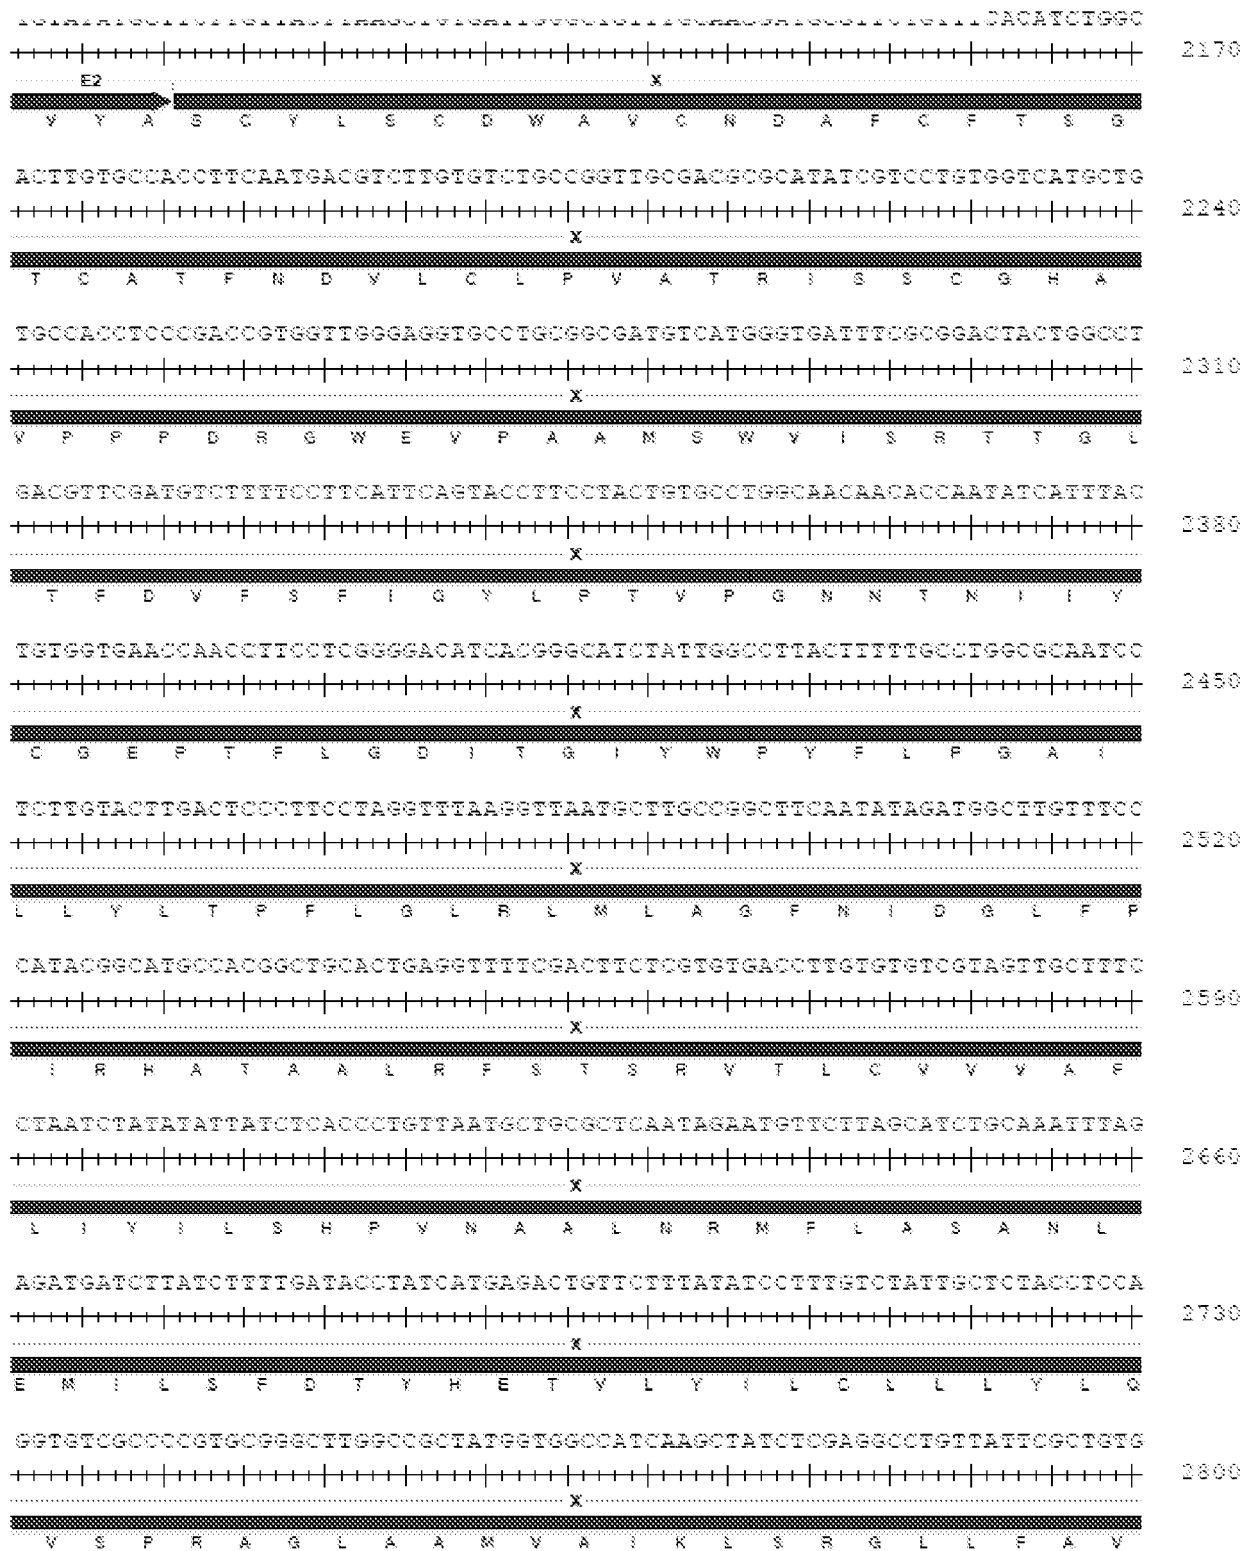 CACATCTGGC 2170
E2 X
V Y A G C Y L S C D W A V C N D A F C F T S G
ACTTGTGCCACCTTCAATGACGTCTTGTGTCTGCCGGTTGCGACGCGCATATCGTCCTGTGGTCATGCTG 2240
X
T C A T F N D V L C L P V A T R I S S C G H A
TGCCACCTCCCGACCGTGGTTGGGAGGTGCCTGCGGCGATGTCATGGGTGATTTCGCGGACTACTGGCCT 2310
X
V P P P D R G W E V P A A M S W V I S R T T G L
GACGTTCGATGTCTTTTCCTTCATTCAGTACCTTCCTACTGTGCCTGGCAACAACACCAATATCATTTAC 2380
X
T F D V F S F I Q Y L P T V P G N N T N I I Y
TGTGGTGAACCAACCTTCCTCGGGGACATCACGGGCATCTATTGGCCTTACTTTTTGCCTGGCGCAATCC 2450
X
C G E P T F L G D I T G I Y W P Y F L P G A I
TCTTGTACTTGACTCCCTTCCTAGGTTTAAGGTTAATGCTTGCCGGCTTCAATATAGATGGCTTGTTTCC 2520
X
L L Y L T P F L G L R L M L A G F N I D G L F P
CATACGGCATGCCACGGCTGCACTGAGGTTTTCGACTTCTCGTGTGACCTTGTGTGTCGTAGTTGCTTTC 2590
X
I R H A T A A L R F S T S R V T L C V V V A F
CTAATCTATATATTATCTCACCCTGTTAATGCTGCGCTCAATAGAATGTTCTTAGCATCTGCAAATTTAG 2660
X
L I Y I L S H P V N A A L N R M F L A S A N L
AGATGATCTTATCTTTTGATACCTATCATGAGACTGTTCTTTATATCCTTTGTCTATTGCTCTACCTCCA 2730
X
E M I L S F D T Y H E T V L Y I L C L L L Y L Q
GGTGTCGCCCCGTGCGGGCTTGGCCGCTATGGTGGCCATCAAGCTATCTCGAGGCCTGTTATTCGCTGTG 2800
X
V S P R A G L A A M V A I K L S R G L L F A V